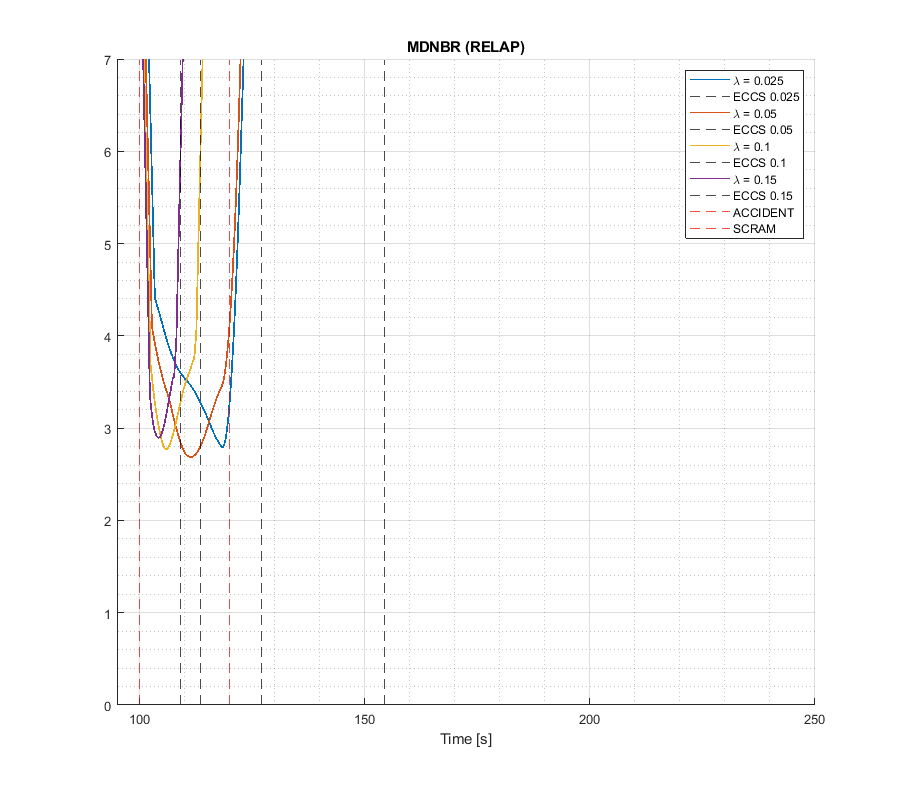 MDNBR (RELAP)
7
6
5
4
3
2
1
0
100
150
200
250
Time [s]
λ = 0.025
ECCS 0.025
λ = 0.05
ECCS 0.05
λ = 0.1
ECCS 0.1
λ = 0.15
ECCS 0.15
ACCIDENT
SCRAM